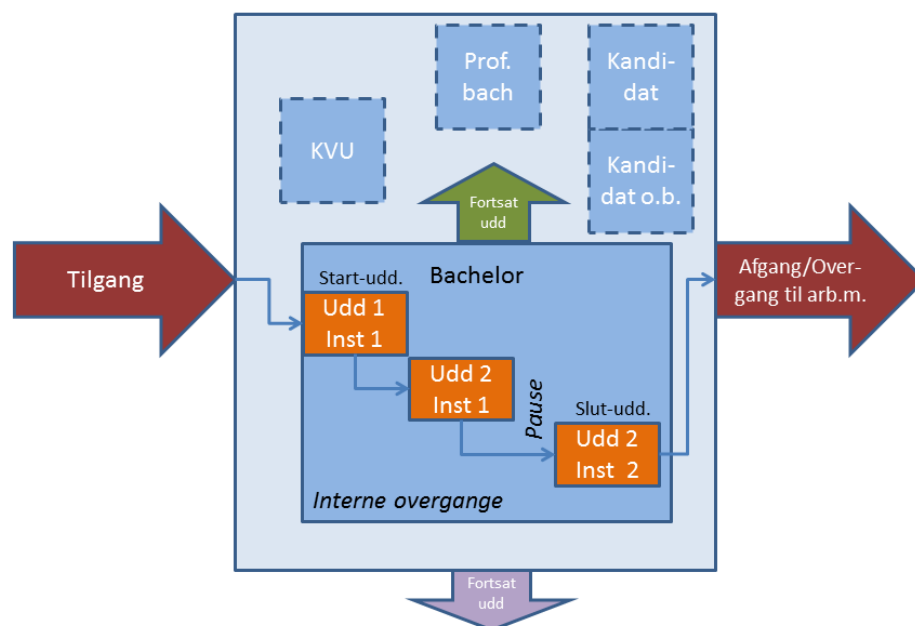 Prof.
bach
Kandi-
dat
KVU
Kandi-
dat o.b.
Fortsat
udd
Tilgang
Start-udd.
Bachelor
Udd 1
Inst 1
Udd 2
Inst 1
Pause
Slut-udd.
Udd 2
Inst 2
Interne overgange
Afgang/Over-
gang til arb.m.
Fortsat
udd